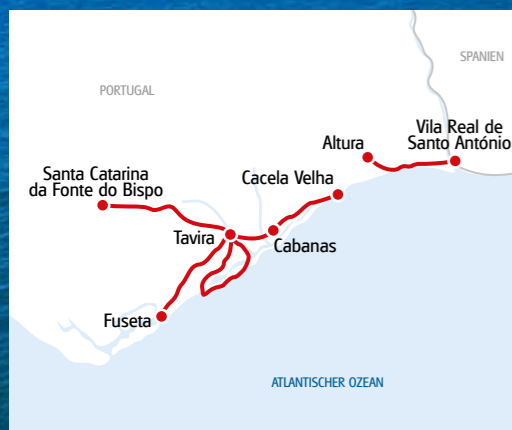 SPANIEN
PORTUGAL
Vila Real de
Santo António
Altura
Santa Catarina
da Fonte do Bispo
Cacela Velha
Tavira
Cabanas
Fuseta
ATLANTISCHER OZEAN